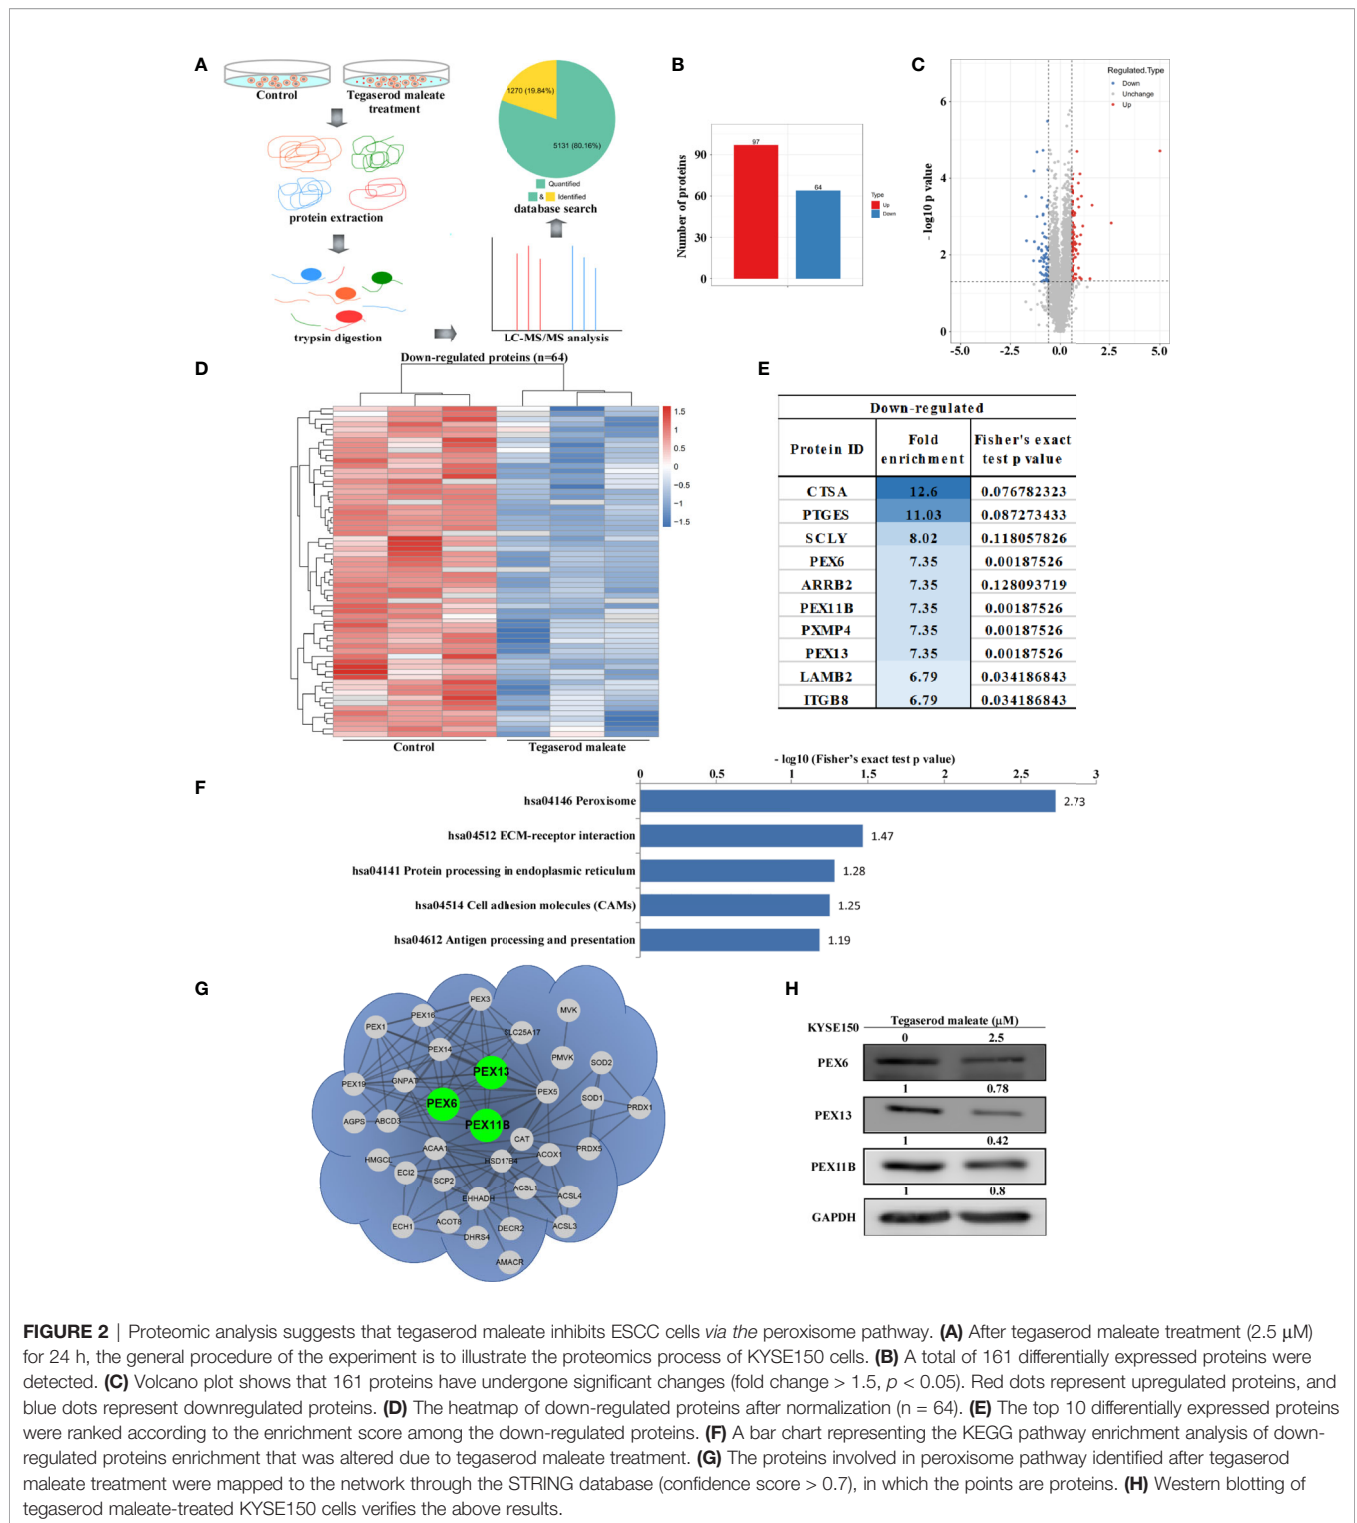 A
Control
Tegaserod maleate
treatment
protein extraction
trypsin digestion
1270 (19.84%)
5131 (80.16%)
Quantified
& Identified
database search
LC-MS/MS analysis
B
Number of proteins
90
60
30
0
97
64
Type
Up
Down
C
Regulated.Type
Down
Unchange
Up
- log10 p value
6
4
2
0
-5.0 -2.5 0.0 2.5 5.0
D
Down-regulated proteins (n=64)
1.5
1
0.5
0
−0.5
−1
−1.5
Control
Tegaserod maleate
E
Down-regulated
Protein ID Fold enrichment Fisher's exact test p value
CTSA 12.6 0.076782323
PTGES 11.03 0.087273433
SCLY 8.02 0.118057826
PEX6 7.35 0.00187526
ARRB2 7.35 0.128093719
PEX11B 7.35 0.00187526
PXMP4 7.35 0.00187526
PEX13 7.35 0.00187526
LAMB2 6.79 0.034186843
ITGB8 6.79 0.034186843
F
- log10 (Fisher's exact test p value)
0 0.5 1 1.5 2 2.5 3
hsa04146 Peroxisome 2.73
hsa04512 ECM-receptor interaction 1.47
hsa04141 Protein processing in endoplasmic reticulum 1.28
hsa04514 Cell adhesion molecules (CAMs) 1.25
hsa04612 Antigen processing and presentation 1.19
G
PEX3
PEX16
MVK
PEX1
SLC25A17
PEX14
PMVK
SOD2
PEX13
PEX19
GNPAT
PEX5
SOD1
PEX6
PRDX1
AGPS
ABCD3
PEX11B
CAT
ACAA1
PRDX5
ACOX1
HMGCL
HSD17B4
ECI2
SCP2
ACSL1
ACSL4
EHHADH
ECH1
ACOT8
DECR2
ACSL3
DHRS4
AMACR
H
KYSE150
Tegaserod maleate (μM)
0 2.5
PEX6
1 0.78
PEX13
1 0.42
PEX11B
1 0.8
GAPDH
FIGURE 2 | Proteomic analysis suggests that tegaserod maleate inhibits ESCC cells via the peroxisome pathway. (A) After tegaserod maleate treatment (2.5 μM)
for 24 h, the general procedure of the experiment is to illustrate the proteomics process of KYSE150 cells. (B) A total of 161 differentially expressed proteins were
detected. (C) Volcano plot shows that 161 proteins have undergone significant changes (fold change > 1.5, p < 0.05). Red dots represent upregulated proteins, and
blue dots represent downregulated proteins. (D) The heatmap of down-regulated proteins after normalization (n = 64). (E) The top 10 differentially expressed proteins
were ranked according to the enrichment score among the down-regulated proteins. (F) A bar chart representing the KEGG pathway enrichment analysis of down-
regulated proteins enrichment that was altered due to tegaserod maleate treatment. (G) The proteins involved in peroxisome pathway identified after tegaserod
maleate treatment were mapped to the network through the STRING database (confidence score > 0.7), in which the points are proteins. (H) Western blotting of
tegaserod maleate-treated KYSE150 cells verifies the above results.